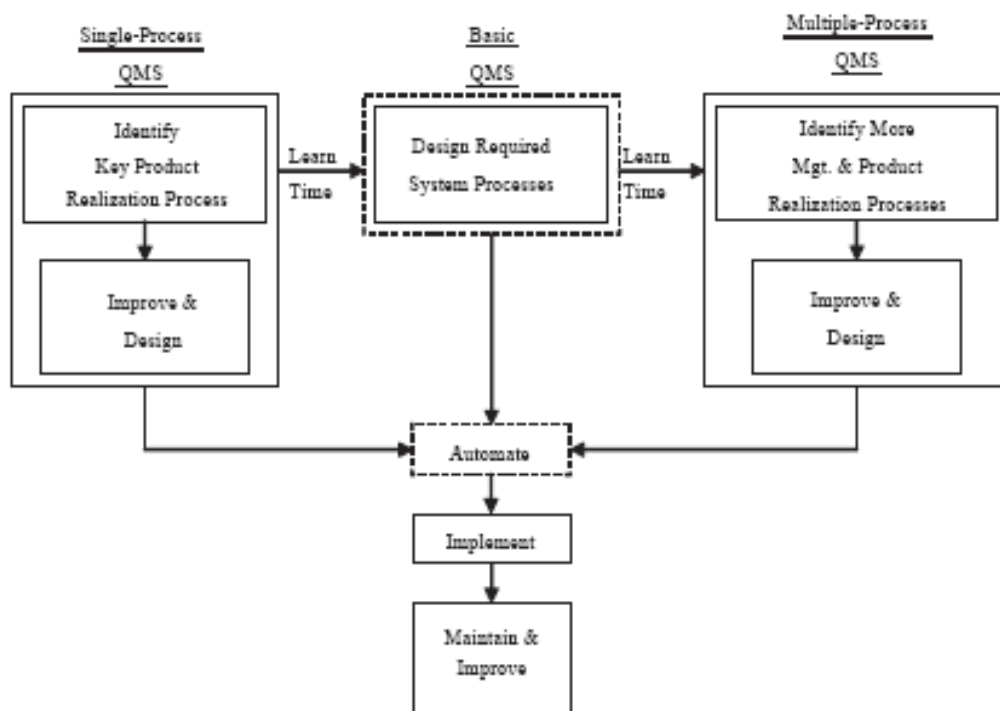 Single-Process
QMS
Identify
Key Product
Realization Process
Improve &
Design
Learn
Time
Basic
QMS
Design Required
System Processes
Learn
Time
Multiple-Process
QMS
Identify More
Mgt. & Product
Realization Processes
Improve &
Design
Automate
Implement
Maintain &
Improve